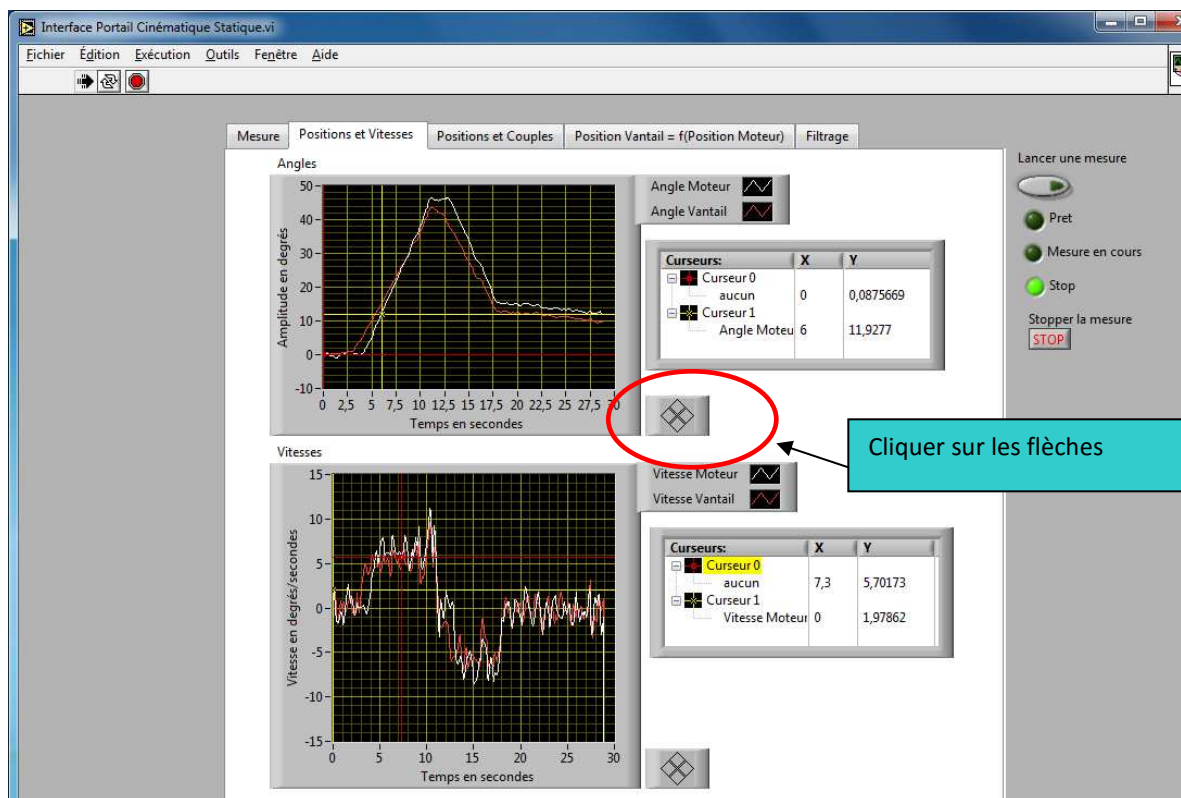 Interface Portail Cinématique Statique.vi
Fichier Édition Exécution Outils Fenêtre Aide
Mesure Positions et Vitesses Positions et Couples Position Vantail = f(Position Moteur) Filtrage
Angles
50
40
30
20
10
0
-10
Amplitude en degrés
0 2,5 5 7,5 10 12,5 15 17,5 20 22,5 25 27,5 30
Temps en secondes
Angle Moteur
Angle Vantail
Curseurs: X Y
Curseur 0
aucun 0 0,0875669
Curseur 1
Angle Moteu 6 11,9277
Lancer une mesure
Pret
Mesure en cours
Stop
Stopper la mesure
STOP
Cliquer sur les flèches
Vitesses
15
10
5
0
-5
-10
-15
Vitesse en degrés/secondes
0 5 10 15 20 25 30
Temps en secondes
Vitesse Moteur
Vitesse Vantail
Curseurs: X Y
Curseur 0
aucun 7,3 5,70173
Curseur 1
Vitesse Moteur 0 1,97862